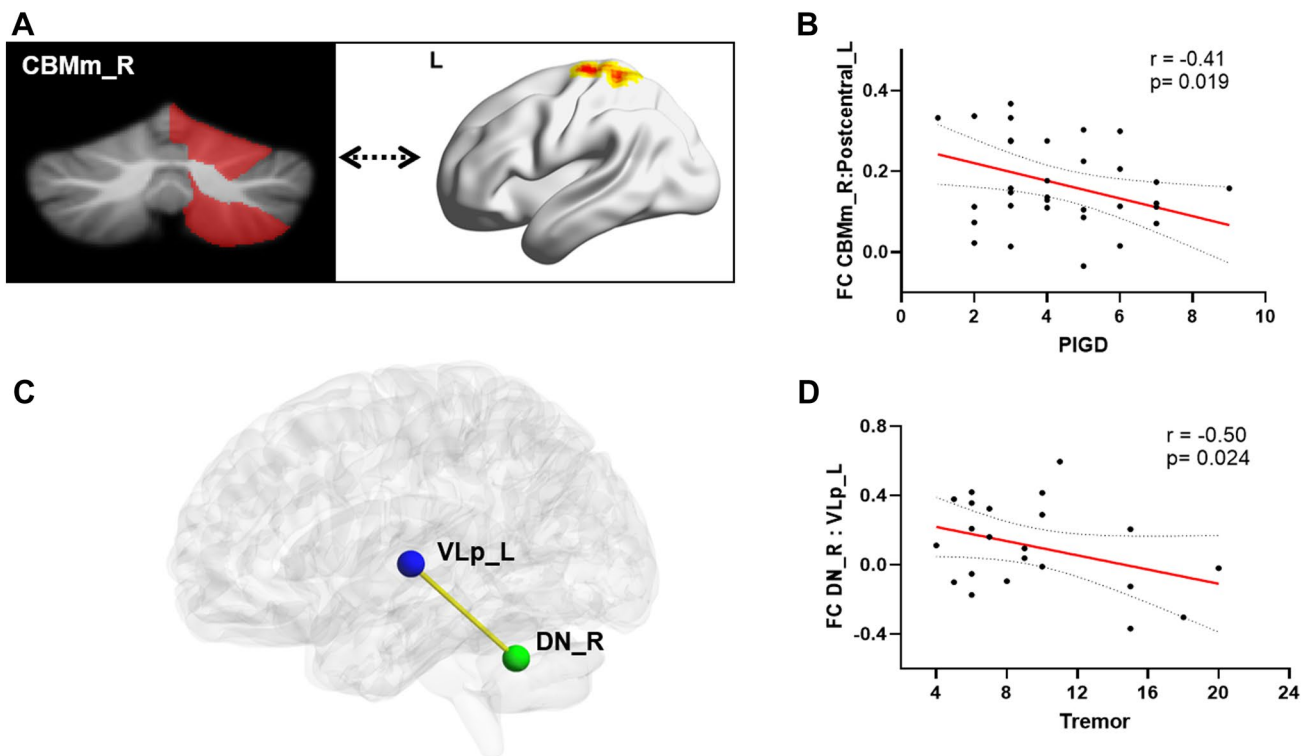 A
CBMm_R
L
B
r = -0.41
p= 0.019
FC CBMm_R:Postcentral_L
0.4
0.2
0.0
0 2 4 6 8 10
PIGD
C
VLp_L
DN_R
D
r = -0.50
p= 0.024
FC DN_R : VLp_L
0.8
0.4
0.0
-0.4
4 8 12 16 20 24
Tremor